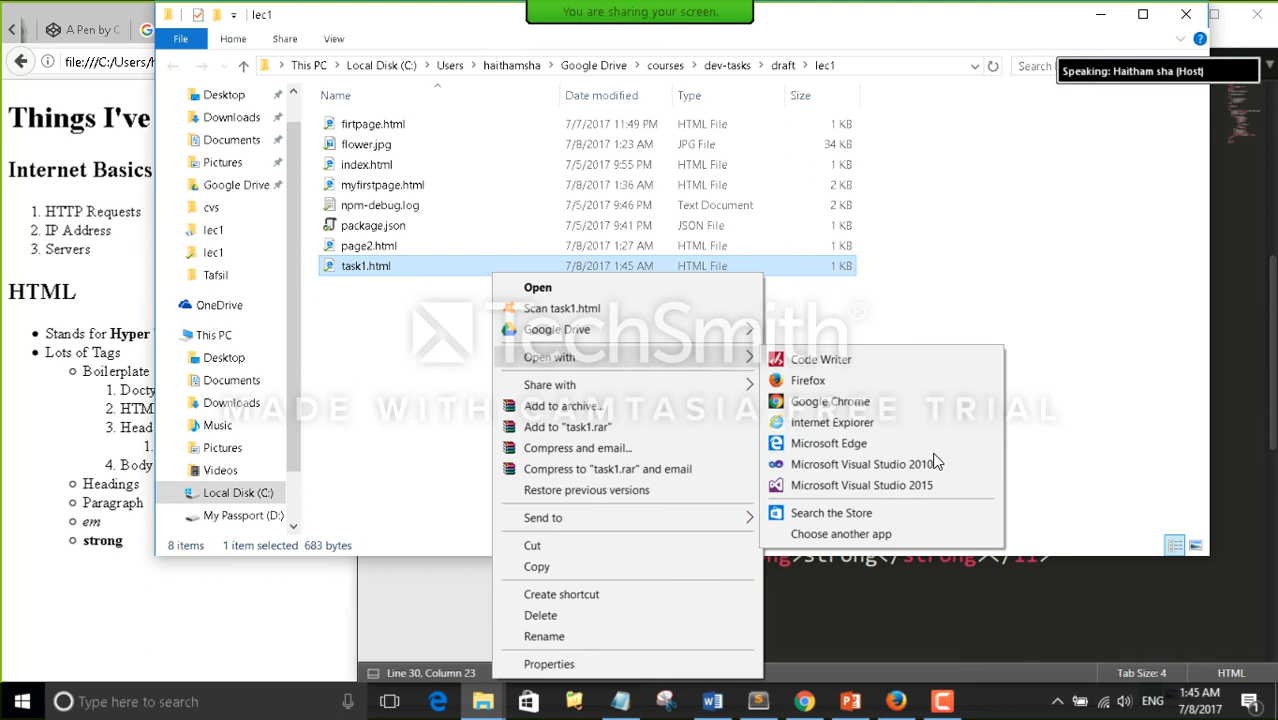 You are sharing your screen.
lec1
A Pen by C
File Home Share View
file:///C:/Users/h
This PC Local Disk (C:) Users haithamsha Google Drive courses dev-tasks draft lec1
Speaking: Haitham sha (Host)
Things I've
Internet Basics
1. HTTP Requests
2. IP Address
3. Servers
HTML
Stands for Hyper
Lots of Tags
Boilerplate
1. Docty
2. HTM
3. Head
1.
4. Body
Headings
Paragraph
em
strong
Desktop
Downloads
Documents
Pictures
Google Drive
cvs
lec1
lec1
Tafsil
OneDrive
This PC
Desktop
Documents
Downloads
Music
Pictures
Videos
Local Disk (C:)
My Passport (D:)
Name Date modified Type Size
firtpage.html 7/7/2017 11:49 PM HTML File 1 KB
flower.jpg 7/8/2017 1:23 AM JPG File 34 KB
index.html 7/5/2017 9:55 PM HTML File 1 KB
myfirstpage.html 7/8/2017 1:36 AM HTML File 2 KB
npm-debug.log 7/5/2017 9:46 PM Text Document 2 KB
package.json 7/5/2017 9:41 PM JSON File 1 KB
page2.html 7/8/2017 1:27 AM HTML File 1 KB
task1.html 7/8/2017 1:45 AM HTML File 1 KB
Open
Scan task1.html
Google Drive
Open with
Share with
Add to archive...
Add to "task1.rar"
Compress and email...
Compress to "task1.rar" and email
Restore previous versions
Send to
Cut
Copy
Create shortcut
Delete
Rename
Properties
Code Writer
Firefox
Google Chrome
Internet Explorer
Microsoft Edge
Microsoft Visual Studio 2010
Microsoft Visual Studio 2015
Search the Store
Choose another app
TechSmith®
MADE WITH CAMTASIA FREE TRIAL
8 items 1 item selected 683 bytes
strong</strong></li>
Line 30, Column 23 Tab Size: 4 HTML
Type here to search
ENG
1:45 AM
7/8/2017